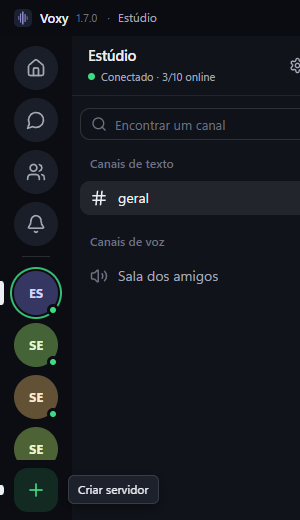 Voxy 1.7.0 · Estúdio
Estúdio
Conectado · 3/10 online
Encontrar um canal
Canais de texto
# geral
Canais de voz
Sala dos amigos
ES
SE
SE
SE
+
Criar servidor